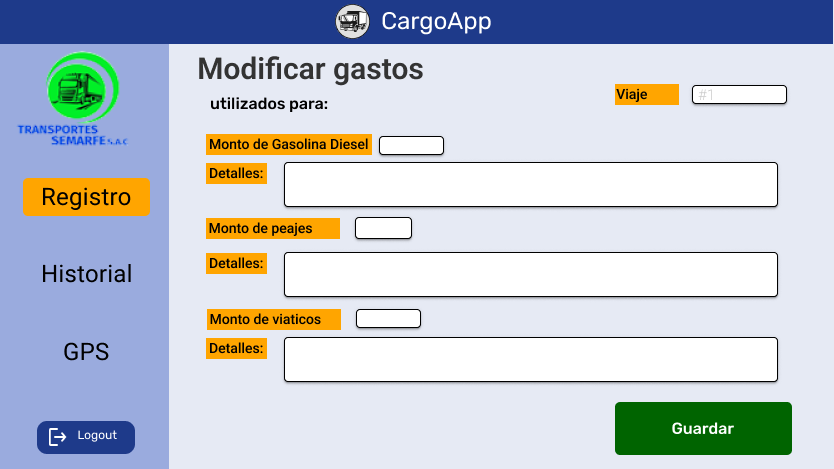 CargoApp
TRANSPORTES
SEMARFE S.A.C
Registro
Historial
GPS
Logout
Modificar gastos
utilizados para:
Viaje
#1
Monto de Gasolina Diesel
Detalles:
Monto de peajes
Detalles:
Monto de viaticos
Detalles:
Guardar